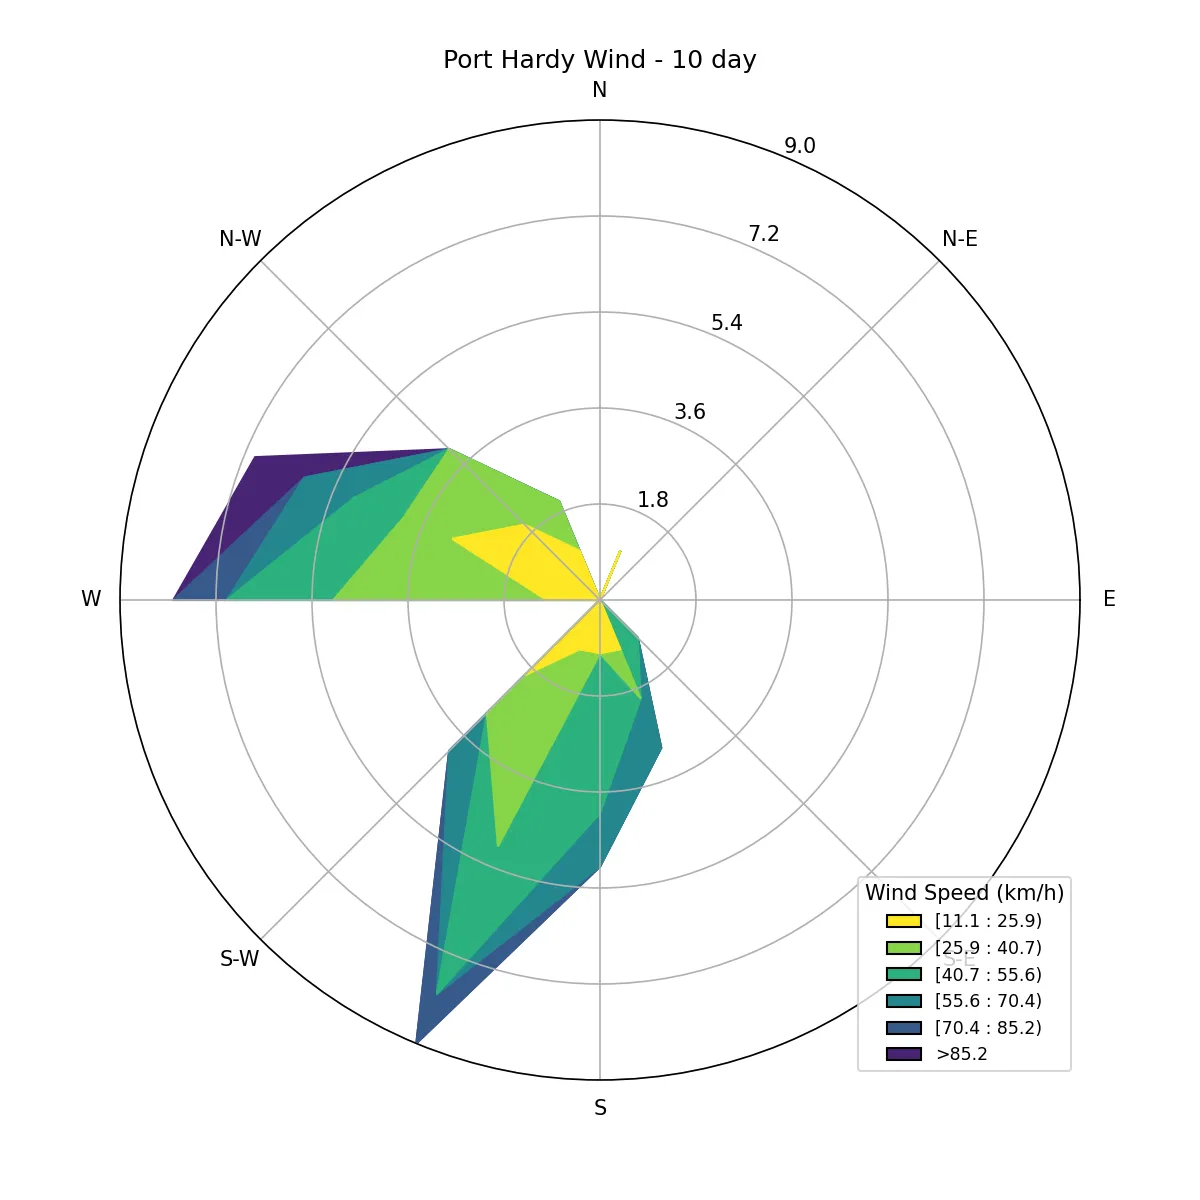 Port Hardy Wind - 10 day
N
9.0
N-W
7.2
N-E
5.4
3.6
1.8
W
E
S-W
S-E
S
Wind Speed (km/h)
[11.1 : 25.9)
[25.9 : 40.7)
[40.7 : 55.6)
[55.6 : 70.4)
[70.4 : 85.2)
>85.2